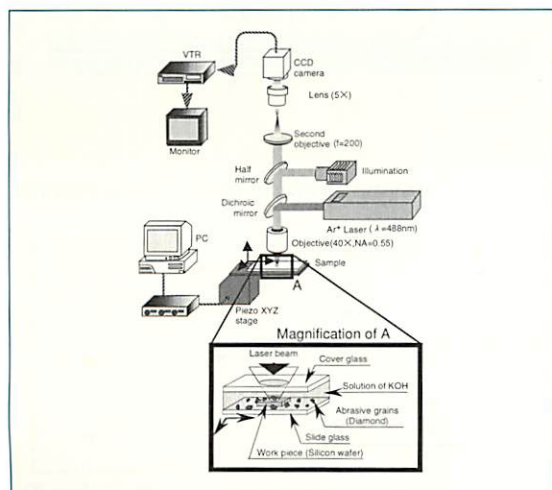 VTR
CCD
camera
Lens (5×)
Monitor
Second
objective (f=200)
Half
mirror
Illumination
Dichroic
mirror
Ar+ Laser (λ=488nm)
PC
Objective(40×,NA=0.55)
Sample
A
Piezo XYZ
stage
Magnification of A
Laser beam
Cover glass
Solution of KOH
Abrasive grains
(Diamond)
Slide glass
Work piece (Silicon wafer)